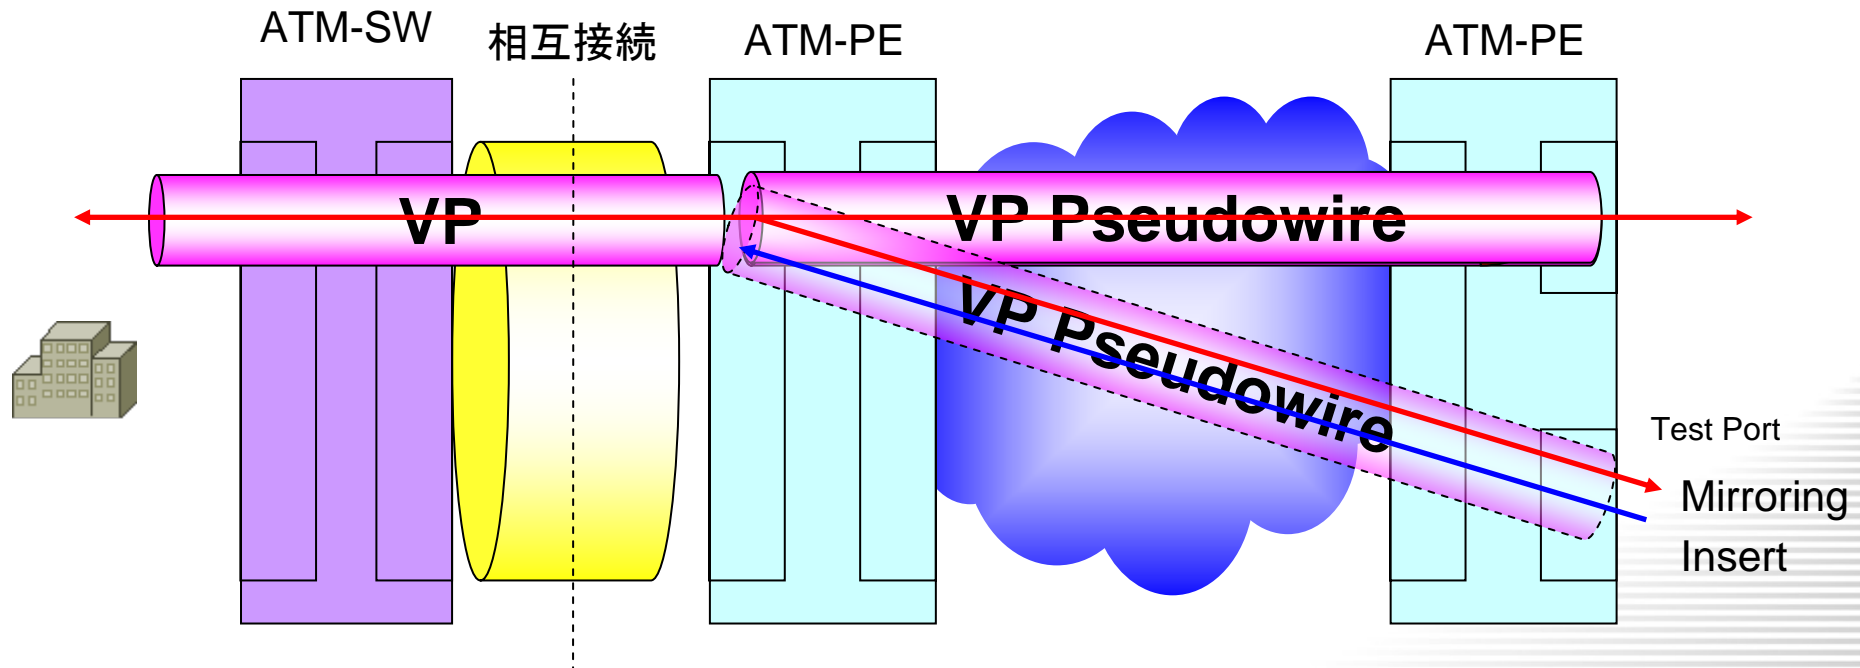 ATM-SW
相互接続
ATM-PE
ATM-PE
VP
VP Pseudowire
VP Pseudowire
Test Port
Mirroring
Insert